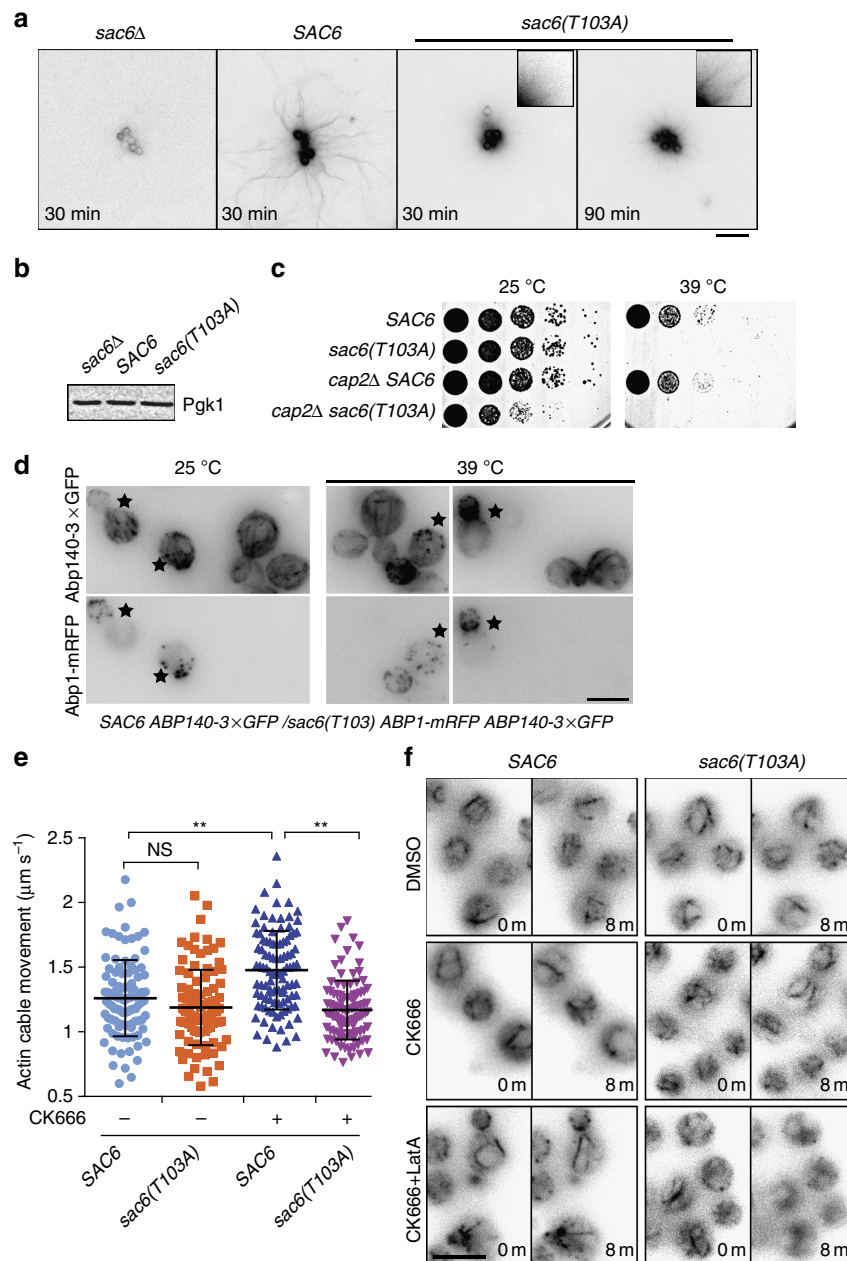 a
sac6Δ SAC6 sac6(T103A)
30 min 30 min 30 min 90 min
b
sac6Δ SAC6 sac6(T103A)
Pgk1
c
25 °C 39 °C
SAC6
sac6(T103A)
cap2Δ SAC6
cap2Δ sac6(T103A)
d
25 °C 39 °C
Abp140-3×GFP
Abp1-mRFP
SAC6 ABP140-3×GFP /sac6(T103) ABP1-mRFP ABP140-3×GFP
e
Actin cable movement (μm s⁻¹)
2.5
2
1.5
1
0.5
** **
NS
CK666 – – + +
SAC6 sac6(T103A) SAC6 sac6(T103A)
f
SAC6 sac6(T103A)
DMSO
0 m 8 m 0 m 8 m
CK666
0 m 8 m 0 m 8 m
CK666+LatA
0 m 8 m 0 m 8 m